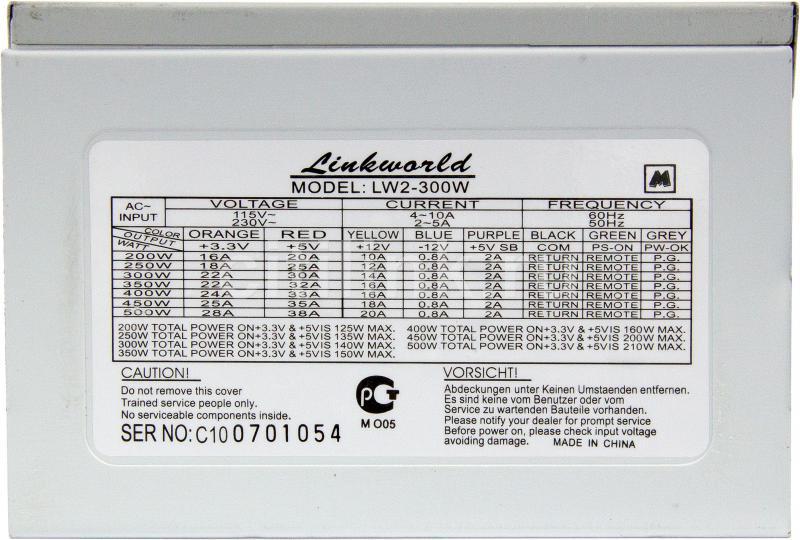 Linkworld
MODEL: LW2-300W
M
AC~ INPUT VOLTAGE CURRENT FREQUENCY
115V~ 4~10A 60Hz
230V~ 2~5A 50Hz
COLOR OUTPUT WATT ORANGE RED YELLOW BLUE PURPLE BLACK GREEN GREY
+3.3V +5V +12V -12V +5V SB COM PS-ON PW-OK
200W 16A 20A 10A 0.8A 2A RETURN REMOTE P.G.
250W 18A 25A 12A 0.8A 2A RETURN REMOTE P.G.
300W 22A 30A 14A 0.8A 2A RETURN REMOTE P.G.
350W 22A 32A 16A 0.8A 2A RETURN REMOTE P.G.
400W 24A 33A 16A 0.8A 2A RETURN REMOTE P.G.
450W 25A 35A 18A 0.8A 2A RETURN REMOTE P.G.
500W 28A 38A 20A 0.8A 2A RETURN REMOTE P.G.
200W TOTAL POWER ON+3.3V & +5VIS 125W MAX.
250W TOTAL POWER ON+3.3V & +5VIS 135W MAX.
300W TOTAL POWER ON+3.3V & +5VIS 140W MAX.
350W TOTAL POWER ON+3.3V & +5VIS 150W MAX.
400W TOTAL POWER ON+3.3V & +5VIS 160W MAX.
450W TOTAL POWER ON+3.3V & +5VIS 200W MAX.
500W TOTAL POWER ON+3.3V & +5VIS 210W MAX.
CAUTION!
Do not remove this cover
Trained service people only.
No serviceable components inside.
SER NO: C100701054
РСТ
M O05
VORSICHT!
Abdeckungen unter Keinen Umstaenden entfernen.
Es sind keine vom Benutzer oder vom
Service zu wartenden Bauteile vorhanden.
Please notify your dealer for prompt service
Before power on, please check input voltage
avoiding damage. MADE IN CHINA